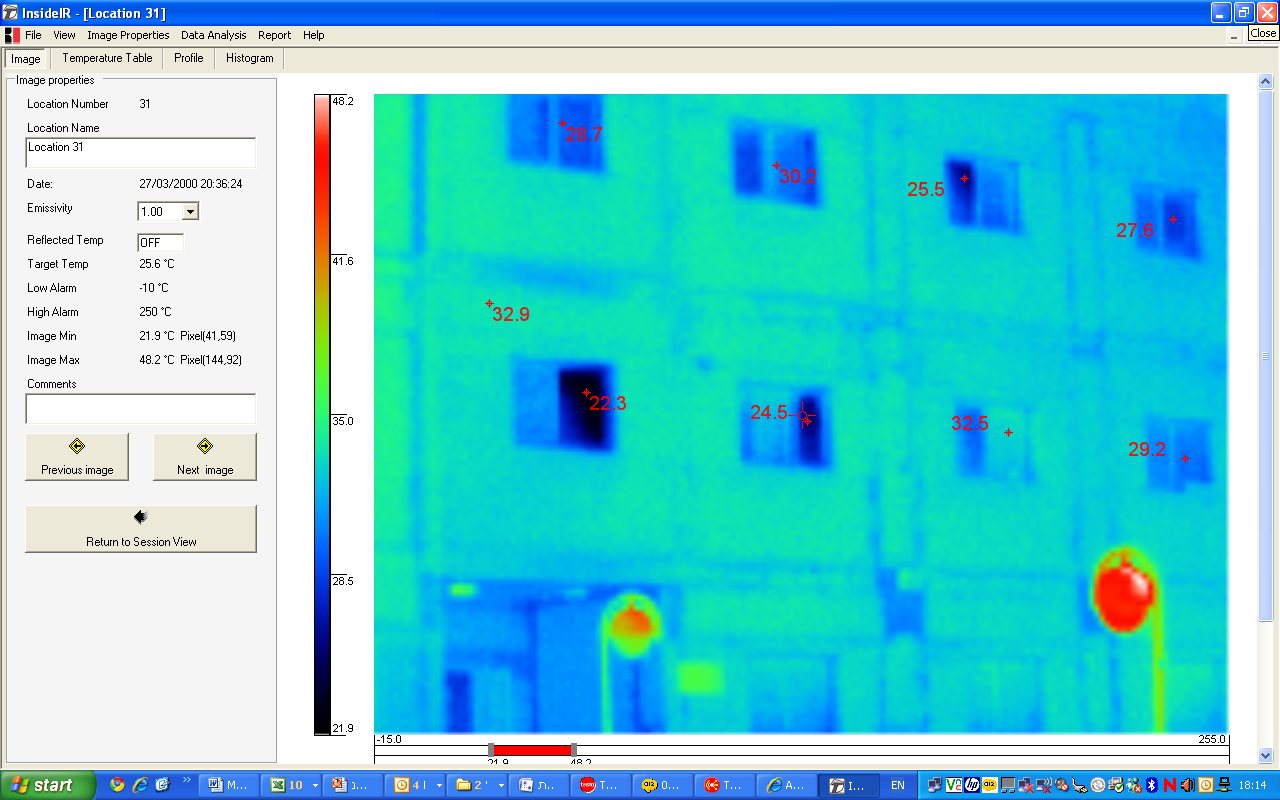 InsideIR - [Location 31]
File View Image Properties Data Analysis Report Help
Close
Image Temperature Table Profile Histogram
Image properties
Location Number 31
Location Name
Location 31
Date: 27/03/2000 20:36:24
Emissivity 1.00
Reflected Temp OFF
Target Temp 25.6 °C
Low Alarm -10 °C
High Alarm 250 °C
Image Min 21.9 °C Pixel(41,59)
Image Max 48.2 °C Pixel(144,92)
Comments
Previous image Next image
Return to Session View
48.2
41.6
35.0
28.5
21.9
28.7
30.2
25.5
27.6
32.9
22.3
24.5
32.5
29.2
-15.0 255.0
21.9 48.2
start M... 10 ...נ 4 I 2 ' ...ת T... O... T... A... I... EN 18:14